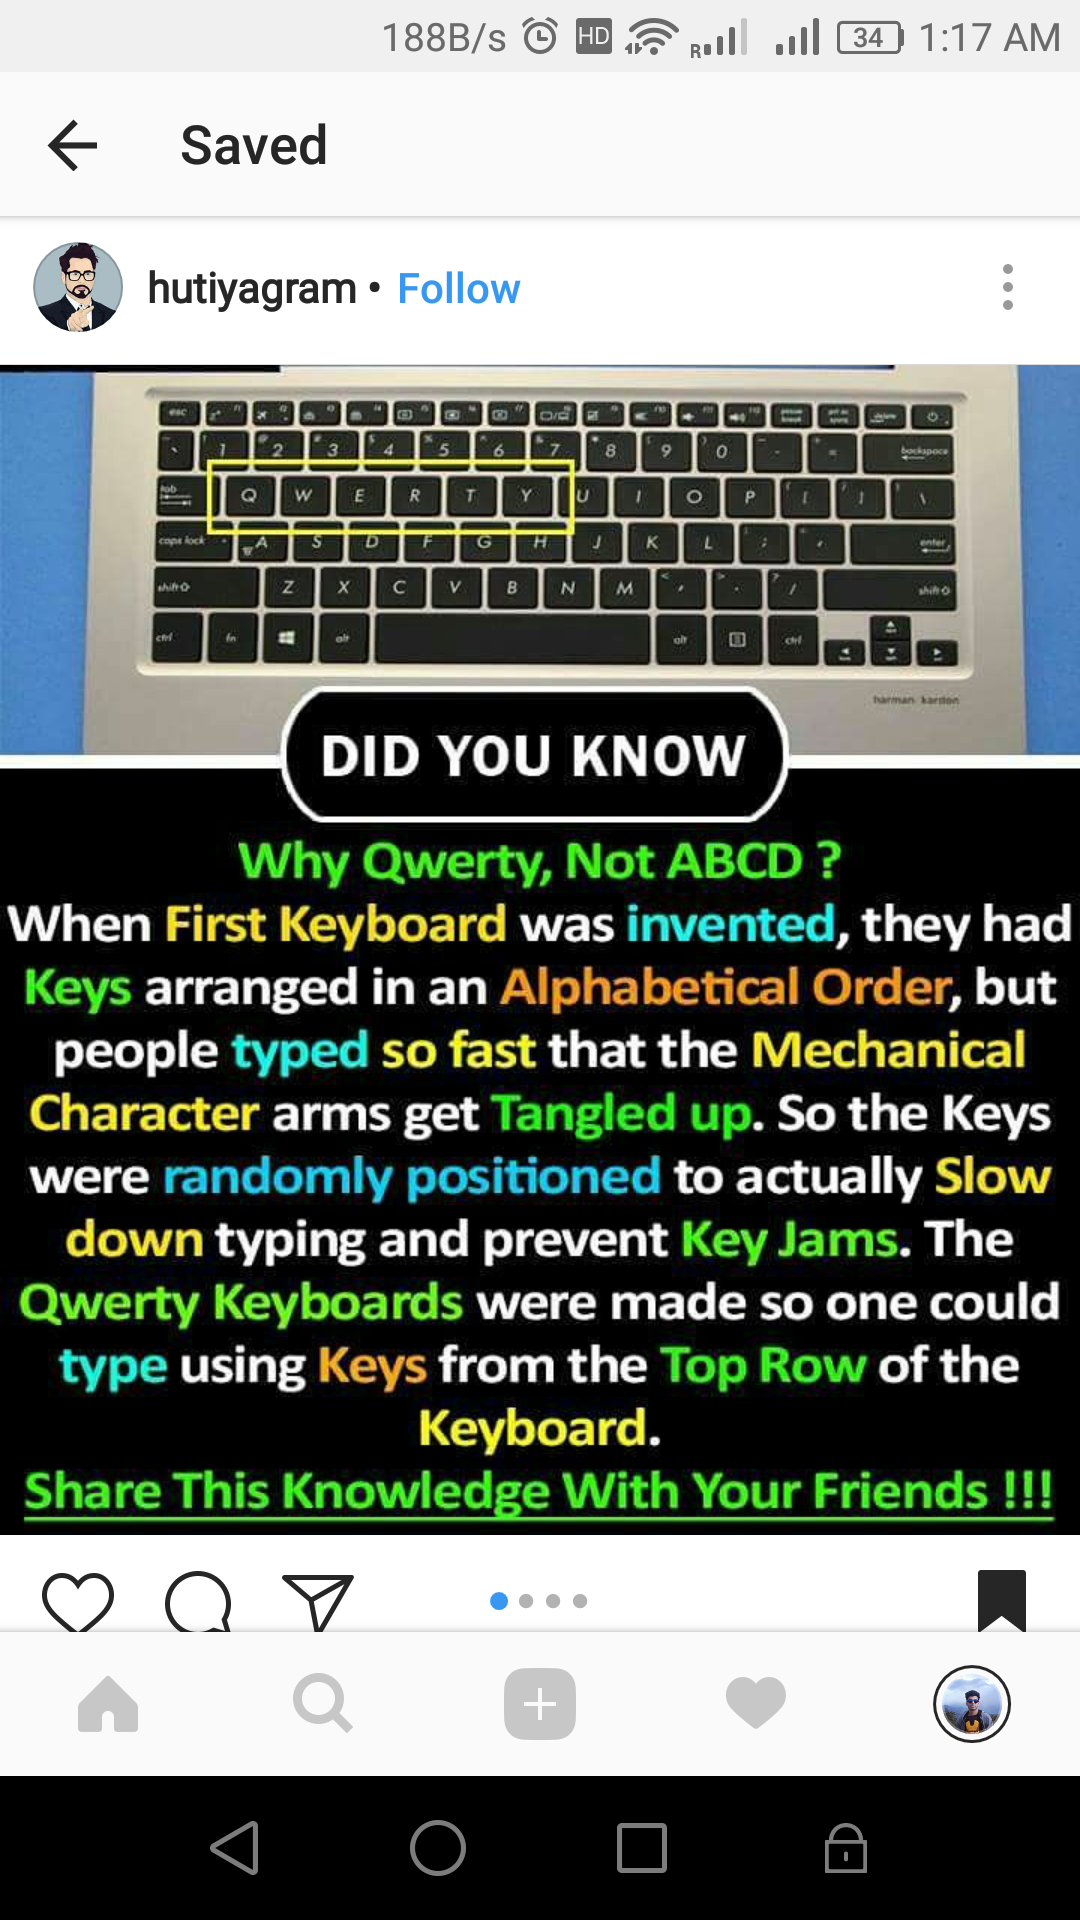 188B/s HD R 34 1:17 AM
Saved
hutiyagram • Follow
esc
1 2 3 4 5 6 7 8 9 0 - = backspace
tab Q W E R T Y U I O P [ ] \
caps lock A S D F G H J K L ; enter
shift Z X C V B N M , . / shift
ctrl fn alt alt ctrl
harman kardon
DID YOU KNOW
Why Qwerty, Not ABCD ?
When First Keyboard was invented, they had
Keys arranged in an Alphabetical Order, but
people typed so fast that the Mechanical
Character arms get Tangled up. So the Keys
were randomly positioned to actually Slow
down typing and prevent Key Jams. The
Qwerty Keyboards were made so one could
type using Keys from the Top Row of the
Keyboard.
Share This Knowledge With Your Friends !!!